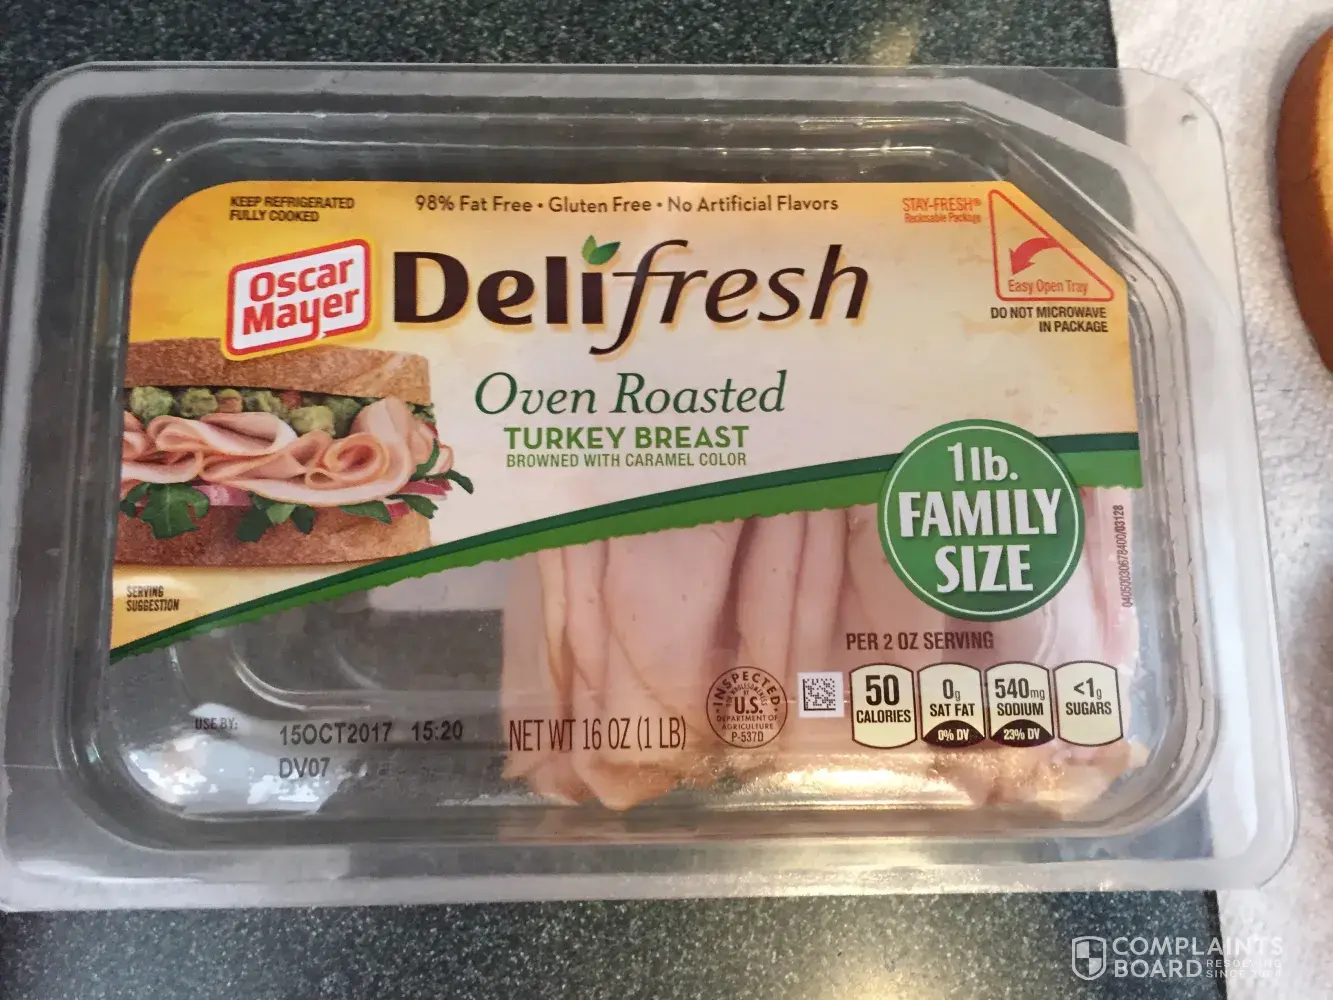 KEEP REFRIGERATED
FULLY COOKED
98% Fat Free • Gluten Free • No Artificial Flavors
STAY-FRESH®
Reclosable Package
Easy Open Tray
DO NOT MICROWAVE
IN PACKAGE
Oscar
Mayer
Delifresh
Oven Roasted
TURKEY BREAST
BROWNED WITH CARAMEL COLOR
1lb.
FAMILY
SIZE
SERVING
SUGGESTION
PER 2 OZ SERVING
50
CALORIES
0g
SAT FAT
0% DV
540mg
SODIUM
23% DV
<1g
SUGARS
INSPECTED
U.S.
DEPARTMENT OF
AGRICULTURE
P-537D
NET WT 16 OZ (1 LB)
USE BY:
15OCT2017 15:20
DV07
COMPLAINTS
BOARD
RESOLVING